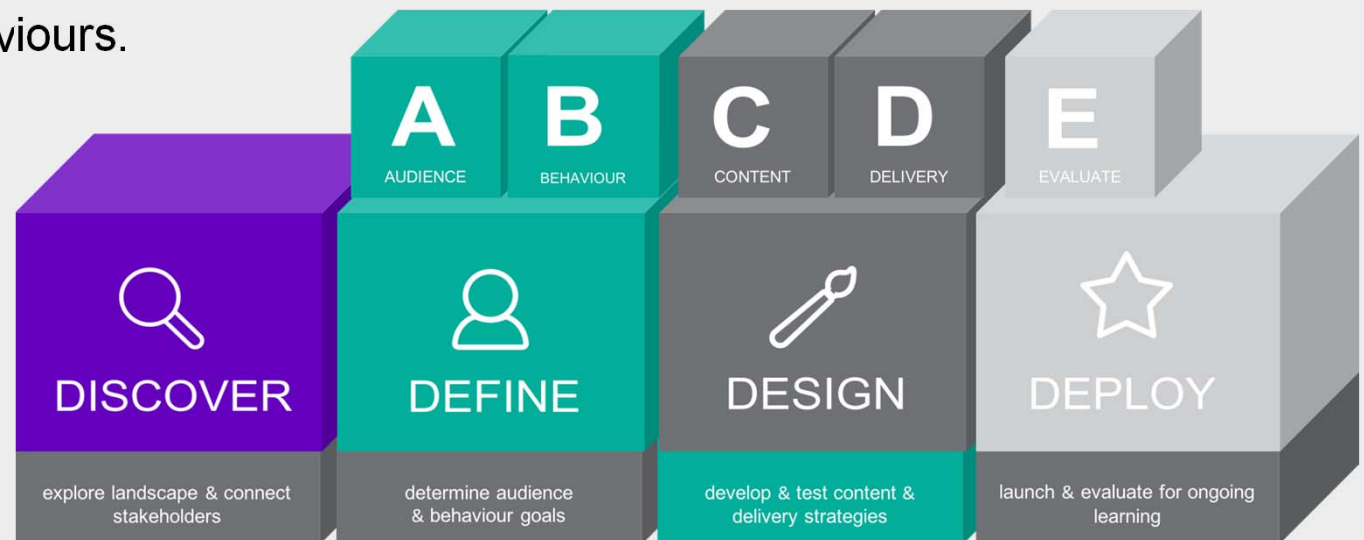 viours.
A
AUDIENCE
B
BEHAVIOUR
C
CONTENT
D
DELIVERY
E
EVALUATE
DISCOVER
explore landscape & connect
stakeholders
DEFINE
determine audience
& behaviour goals
DESIGN
develop & test content &
delivery strategies
DEPLOY
launch & evaluate for ongoing
learning